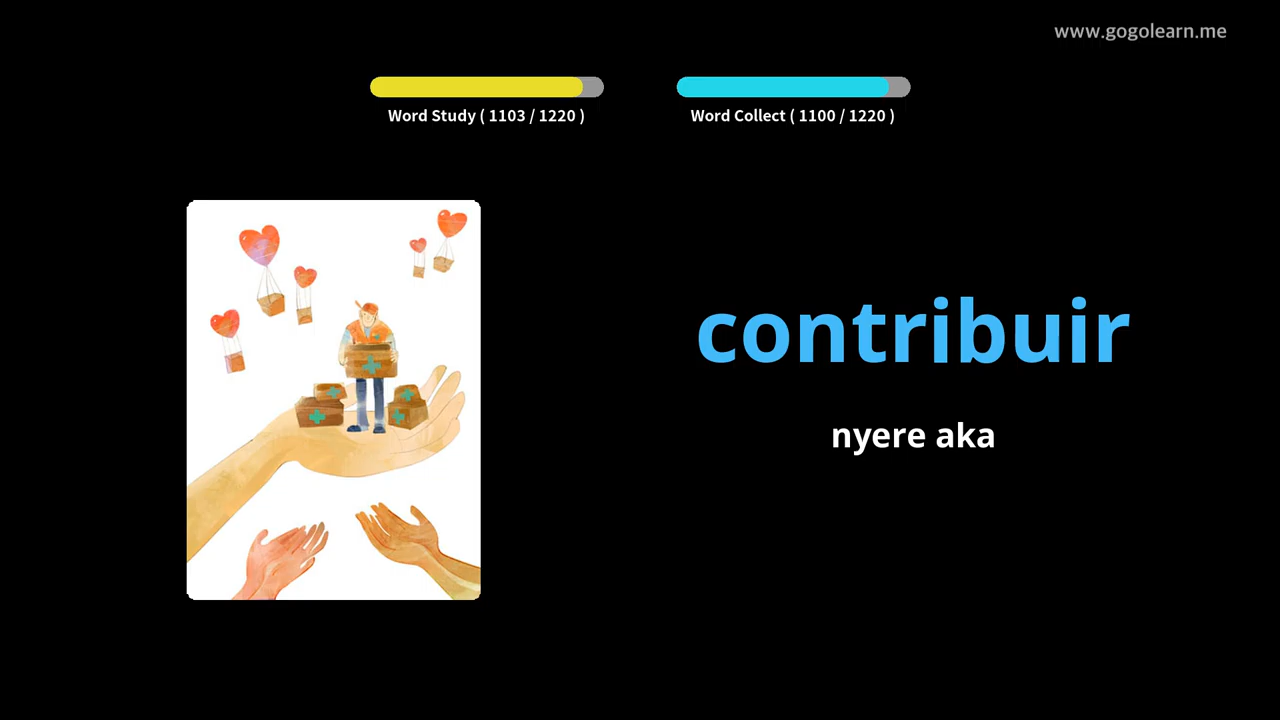 www.gogolearn.me
Word Study ( 1103 / 1220 )
Word Collect ( 1100 / 1220 )
contribuir
nyere aka